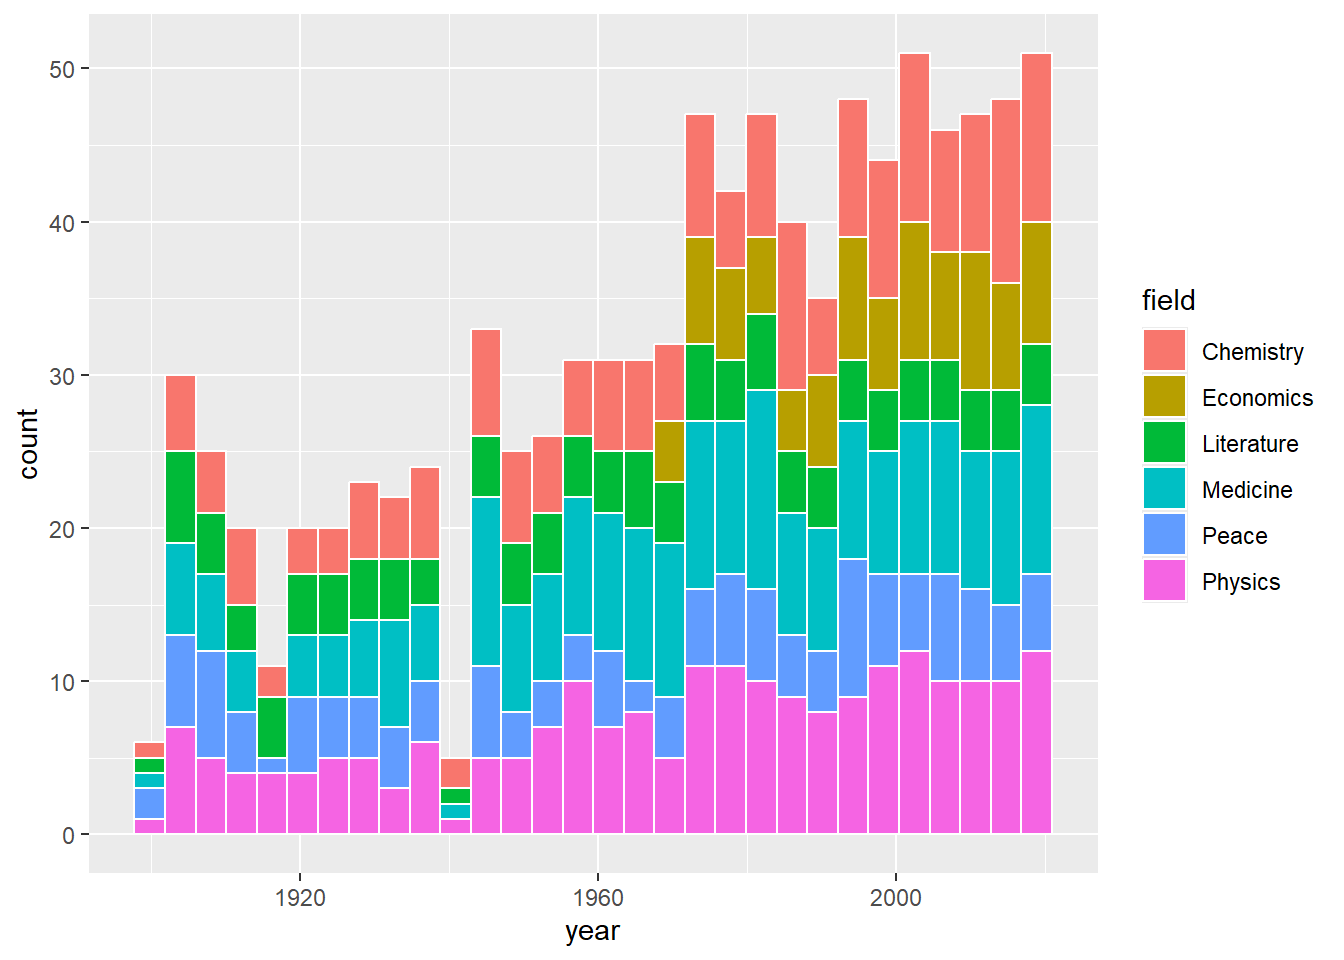 50
40
30
20
10
0
count
1920
1960
2000
year
field
Chemistry
Economics
Literature
Medicine
Peace
Physics